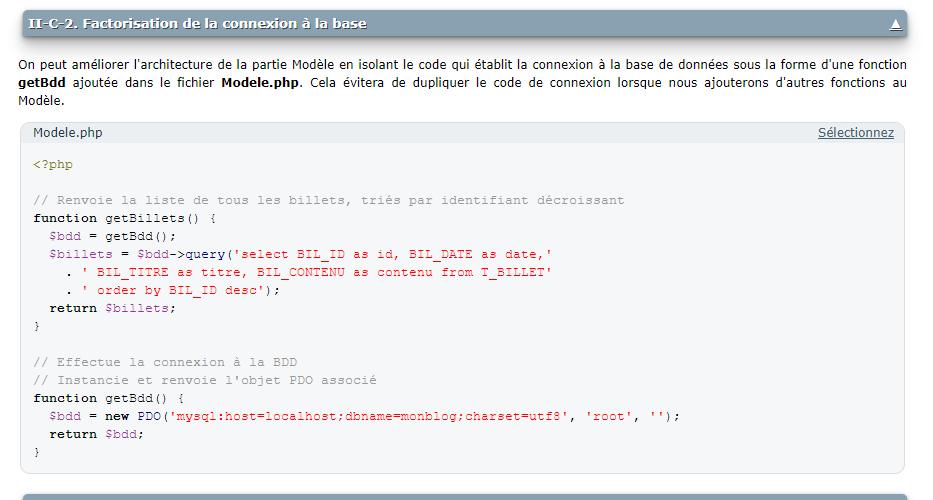 II-C-2. Factorisation de la connexion à la base ▲
On peut améliorer l'architecture de la partie Modèle en isolant le code qui établit la connexion à la base de données sous la forme d'une fonction
getBdd ajoutée dans le fichier Modele.php. Cela évitera de dupliquer le code de connexion lorsque nous ajouterons d'autres fonctions au
Modèle.
Modele.php Sélectionnez
<?php
// Renvoie la liste de tous les billets, triés par identifiant décroissant
function getBillets() {
  $bdd = getBdd();
  $billets = $bdd->query('select BIL_ID as id, BIL_DATE as date,'
    . ' BIL_TITRE as titre, BIL_CONTENU as contenu from T_BILLET'
    . ' order by BIL_ID desc');
  return $billets;
}
// Effectue la connexion à la BDD
// Instancie et renvoie l'objet PDO associé
function getBdd() {
  $bdd = new PDO('mysql:host=localhost;dbname=monblog;charset=utf8', 'root', '');
  return $bdd;
}